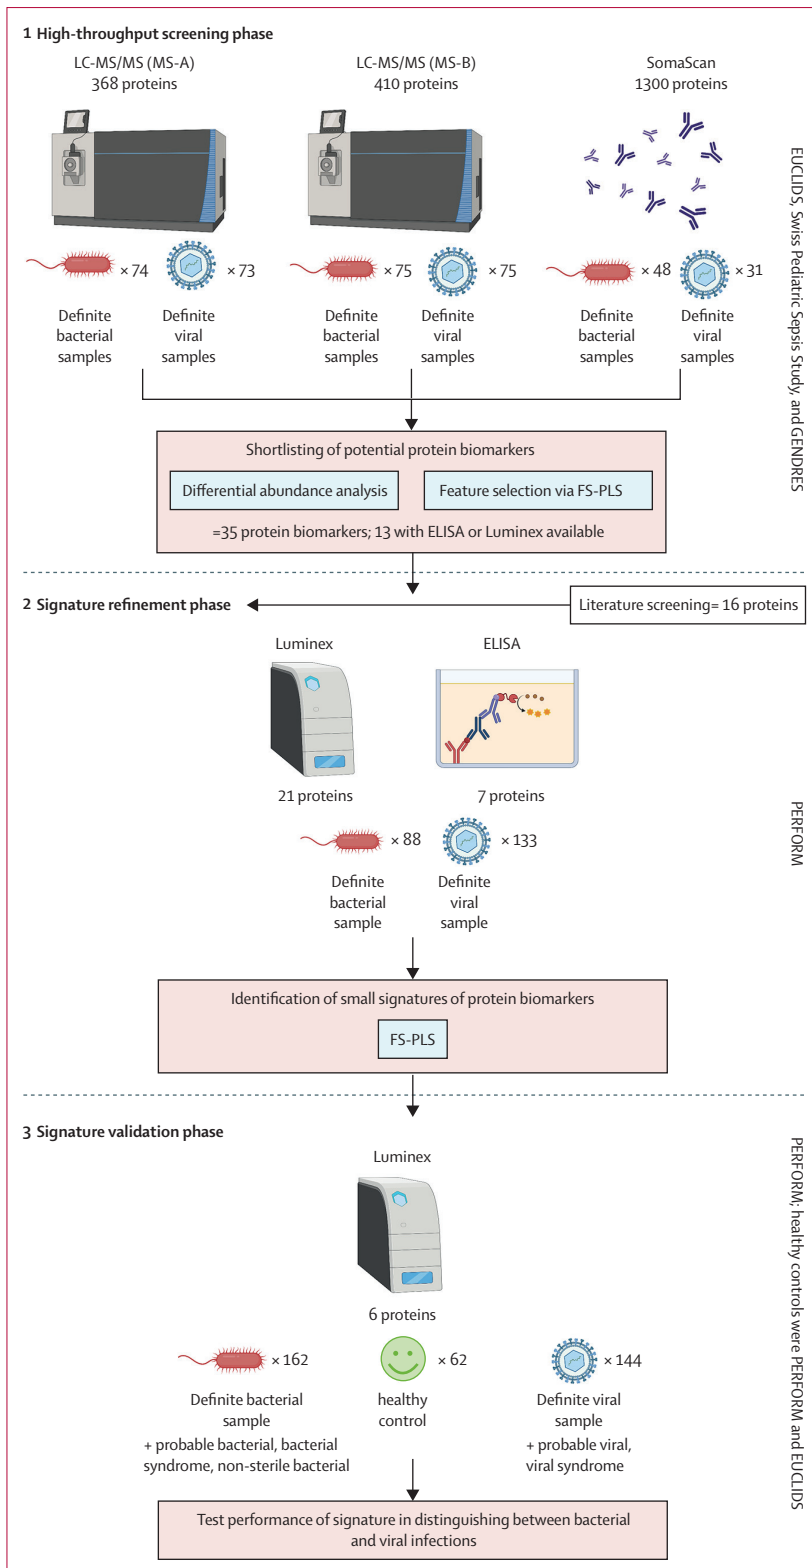 1 High-throughput screening phase
LC-MS/MS (MS-A)
368 proteins
LC-MS/MS (MS-B)
410 proteins
SomaScan
1300 proteins
× 74
× 73
× 75
× 75
× 48
× 31
Definite
bacterial
samples
Definite
viral
samples
Definite
bacterial
samples
Definite
viral
samples
Definite
bacterial
samples
Definite
viral
samples
EUCLIDS, Swiss Pediatric Sepsis Study, and GENDRES
Shortlisting of potential protein biomarkers
Differential abundance analysis
Feature selection via FS-PLS
=35 protein biomarkers; 13 with ELISA or Luminex available
2 Signature refinement phase
Literature screening= 16 proteins
Luminex
ELISA
21 proteins
7 proteins
× 88
× 133
Definite
bacterial
sample
Definite
viral
sample
PERFORM
Identification of small signatures of protein biomarkers
FS-PLS
3 Signature validation phase
Luminex
6 proteins
× 162
× 62
× 144
Definite bacterial
sample
+ probable bacterial, bacterial
syndrome, non-sterile bacterial
healthy
control
Definite viral
sample
+ probable viral,
viral syndrome
PERFORM; healthy controls were PERFORM and EUCLIDS
Test performance of signature in distinguishing between bacterial
and viral infections